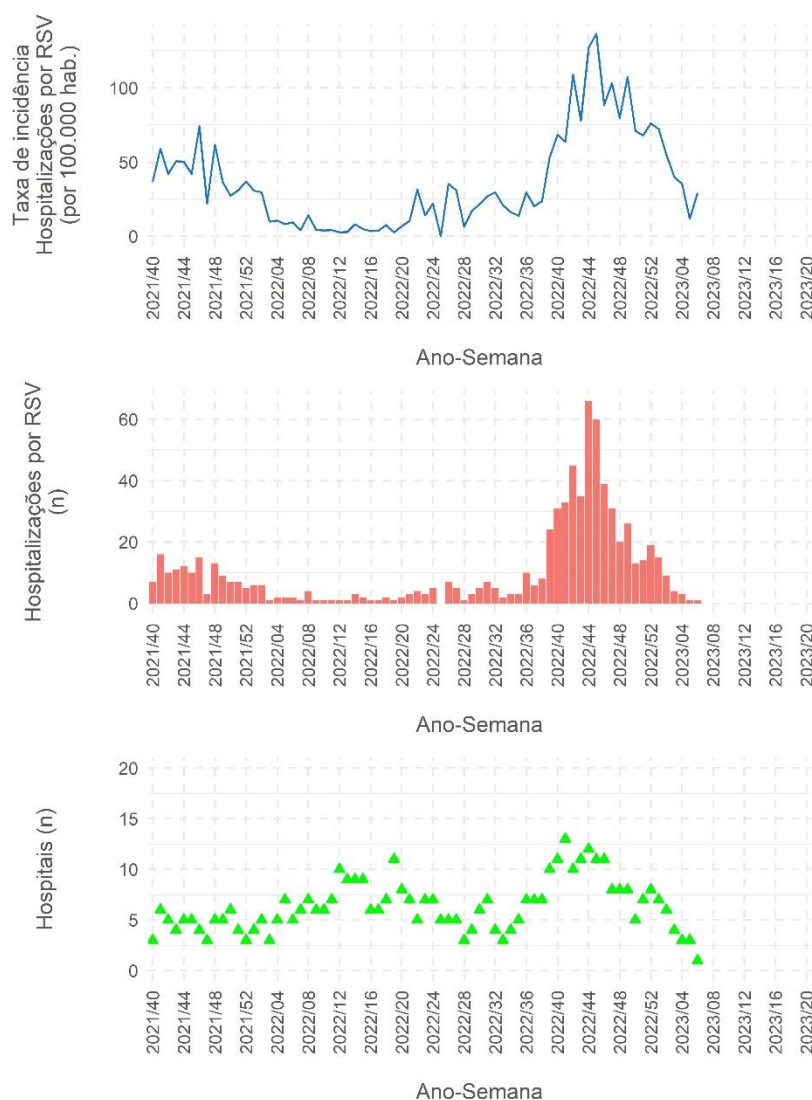 Taxa de incidência
Hospitalizações por RSV
(por 100.000 hab.)
100
50
0
2021/40 2021/44 2021/48 2021/52 2022/04 2022/08 2022/12 2022/16 2022/20 2022/24 2022/28 2022/32 2022/36 2022/40 2022/44 2022/48 2022/52 2023/04 2023/08 2023/12 2023/16 2023/20
Ano-Semana
Hospitalizações por RSV
(n)
60
40
20
0
2021/40 2021/44 2021/48 2021/52 2022/04 2022/08 2022/12 2022/16 2022/20 2022/24 2022/28 2022/32 2022/36 2022/40 2022/44 2022/48 2022/52 2023/04 2023/08 2023/12 2023/16 2023/20
Ano-Semana
Hospitais (n)
20
15
10
5
0
2021/40 2021/44 2021/48 2021/52 2022/04 2022/08 2022/12 2022/16 2022/20 2022/24 2022/28 2022/32 2022/36 2022/40 2022/44 2022/48 2022/52 2023/04 2023/08 2023/12 2023/16 2023/20
Ano-Semana